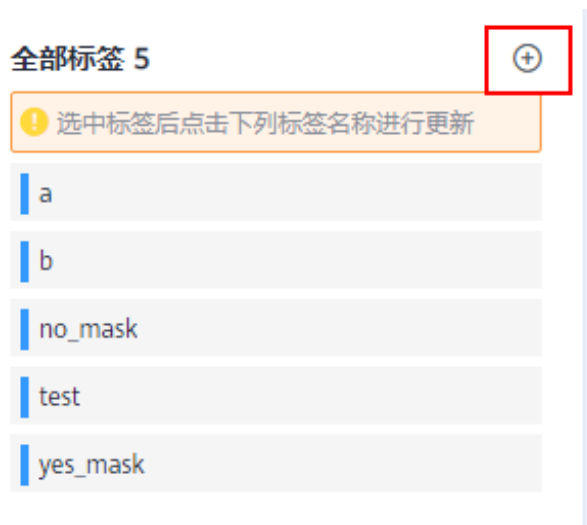 全部标签 5
选中标签后点击下列标签名称进行更新
a
b
no_mask
test
yes_mask